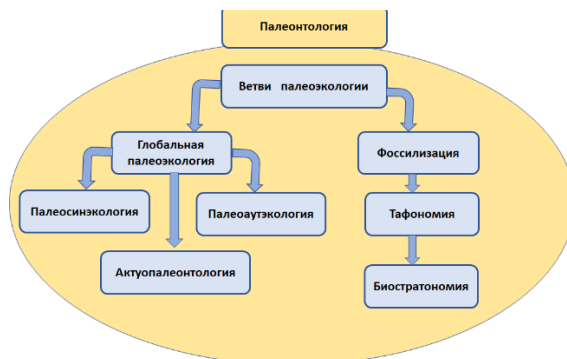 Палеонтология
Ветви палеоэкологии
Глобальная
палеоэкология
Фоссилизация
Палеосинэкология
Палеоаутэкология
Тафономия
Актуопалеонтология
Биостратономия